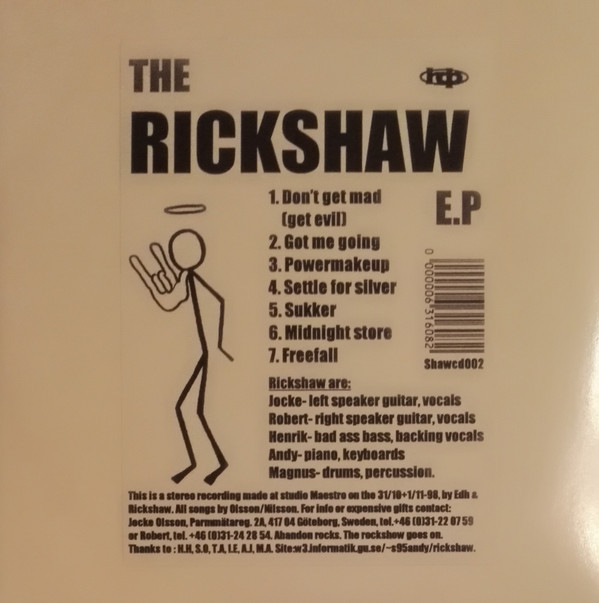 THE
RICKSHAW
E.P
1. Don't get mad
(get evil)
2. Got me going
3. Powermakeup
4. Settle for silver
5. Sukker
6. Midnight store
7. Freefall
0 000006 316082
Shawcd002
Rickshaw are:
Jocke- left speaker guitar, vocals
Robert- right speaker guitar, vocals
Henrik- bad ass bass, backing vocals
Andy- piano, keyboards
Magnus- drums, percussion.
This is a stereo recording made at studio Maestro on the 31/10+1/11-98, by Edh &
Rickshaw. All songs by Olsson/Nilsson. For info or expensive gifts contact:
Jocke Olsson, Parmmätareg. 2A, 417 04 Göteborg, Sweden, tel.+46 (0)31-22 07 59
or Robert, tel. +46 (0)31-24 28 54. Abandon rocks. The rockshow goes on.
Thanks to : H.H, S.O, T.A, I.E, A.J, M.A. Site:w3.informatik.gu.se/~s95andy/rickshaw.